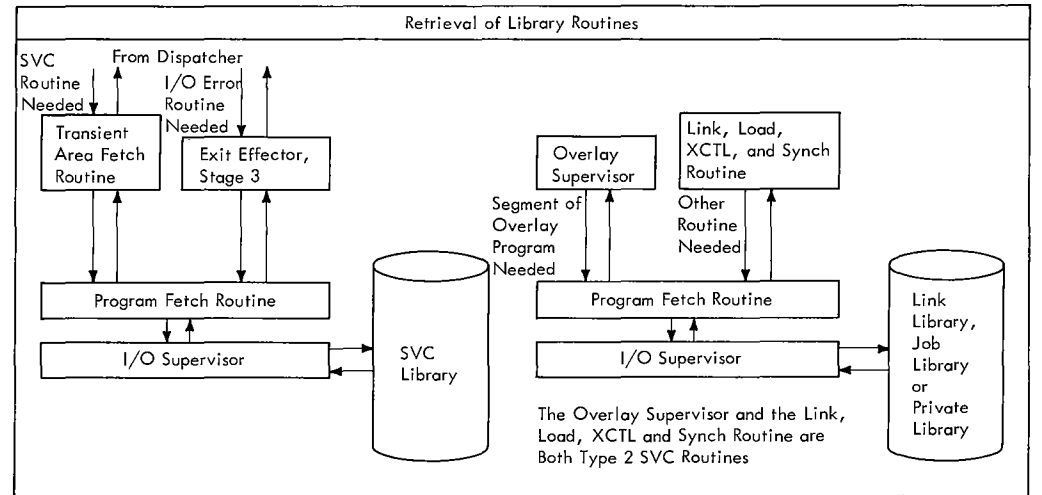 Retrieval of Library Routines
SVC
Routine
Needed
From Dispatcher
I/O Error
Routine
Needed
Transient
Area Fetch
Routine
Exit Effector,
Stage 3
Program Fetch Routine
I/O Supervisor
SVC
Library
Overlay
Supervisor
Link, Load,
XCTL, and Synch
Routine
Segment of
Overlay
Program
Needed
Other
Routine
Needed
Program Fetch Routine
I/O Supervisor
Link
Library,
Job
Library
or
Private
Library
The Overlay Supervisor and the Link,
Load, XCTL and Synch Routine are
Both Type 2 SVC Routines